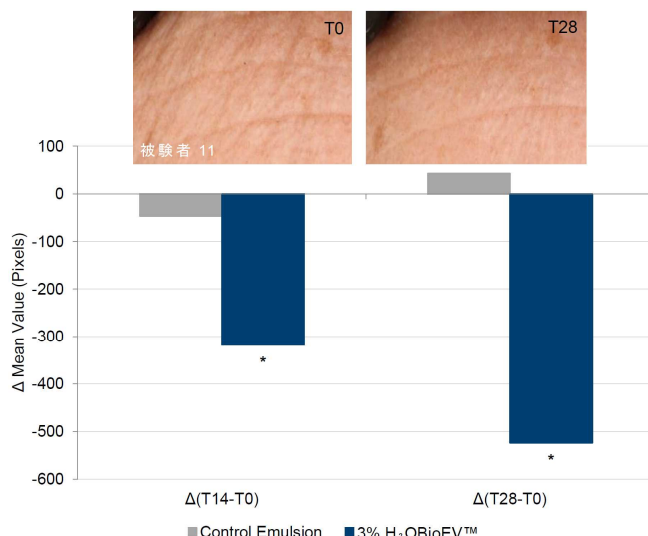 T0
T28
被験者 11
100
0
-100
-200
-300
-400
-500
-600
Δ Mean Value (Pixels)
*
*
Δ(T14-T0)
Δ(T28-T0)
Control Emulsion
3% H₂OBioEV™